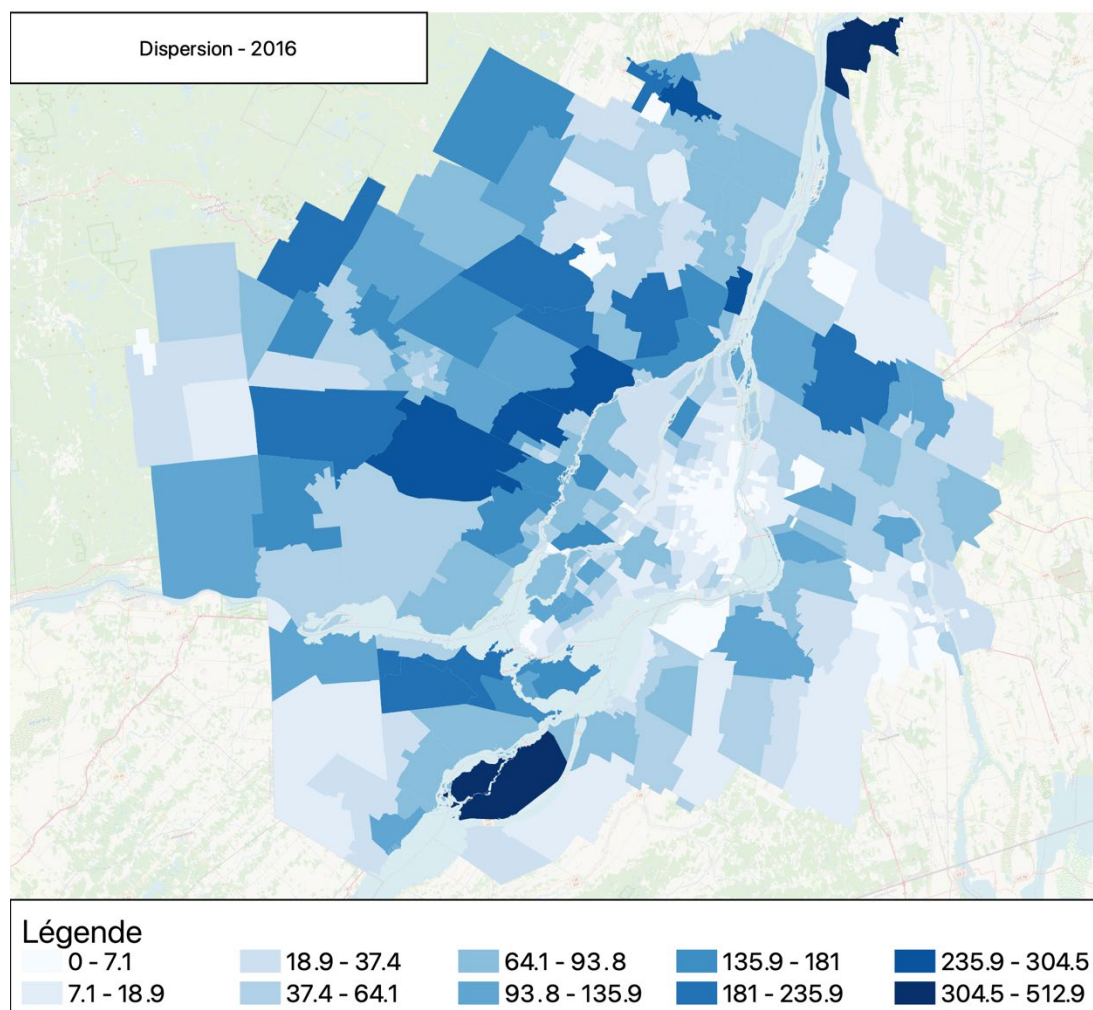 Dispersion - 2016
Légende
0 - 7.1
18.9 - 37.4
64.1 - 93.8
135.9 - 181
235.9 - 304.5
7.1 - 18.9
37.4 - 64.1
93.8 - 135.9
181 - 235.9
304.5 - 512.9